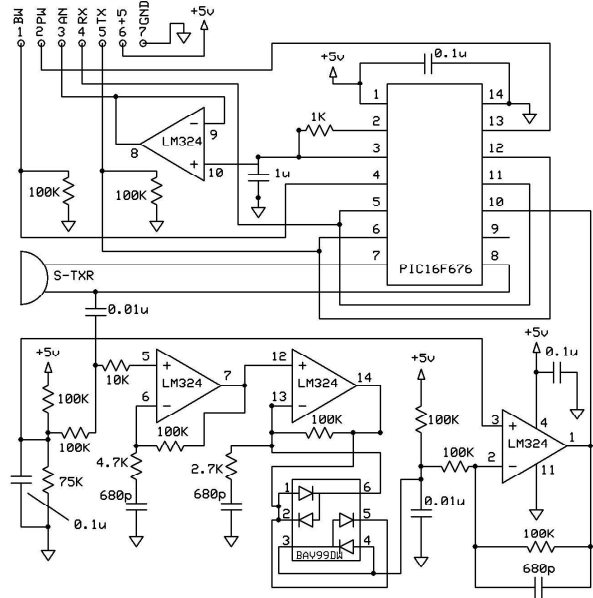 BW PW AN RX TX +5 GND
1 2 3 4 5 6 7
+5v
+5v
0.1u
1 14
1K 2 13
LM324
8 9 10
3 12
1u
4 11
100K 100K
5 10
6 9
7 8
PIC16F676
S-TXR
0.01u
+5v
10K
5 6 7
LM324
12 13 14
LM324
+5v
+5v
0.1u
100K
100K
75K
0.1u
4.7K
100K
680p
2.7K
100K
680p
1 6
2 5
3 4
BAV99DW
100K
100K
0.01u
3 4
LM324 1
2 11
100K
680p